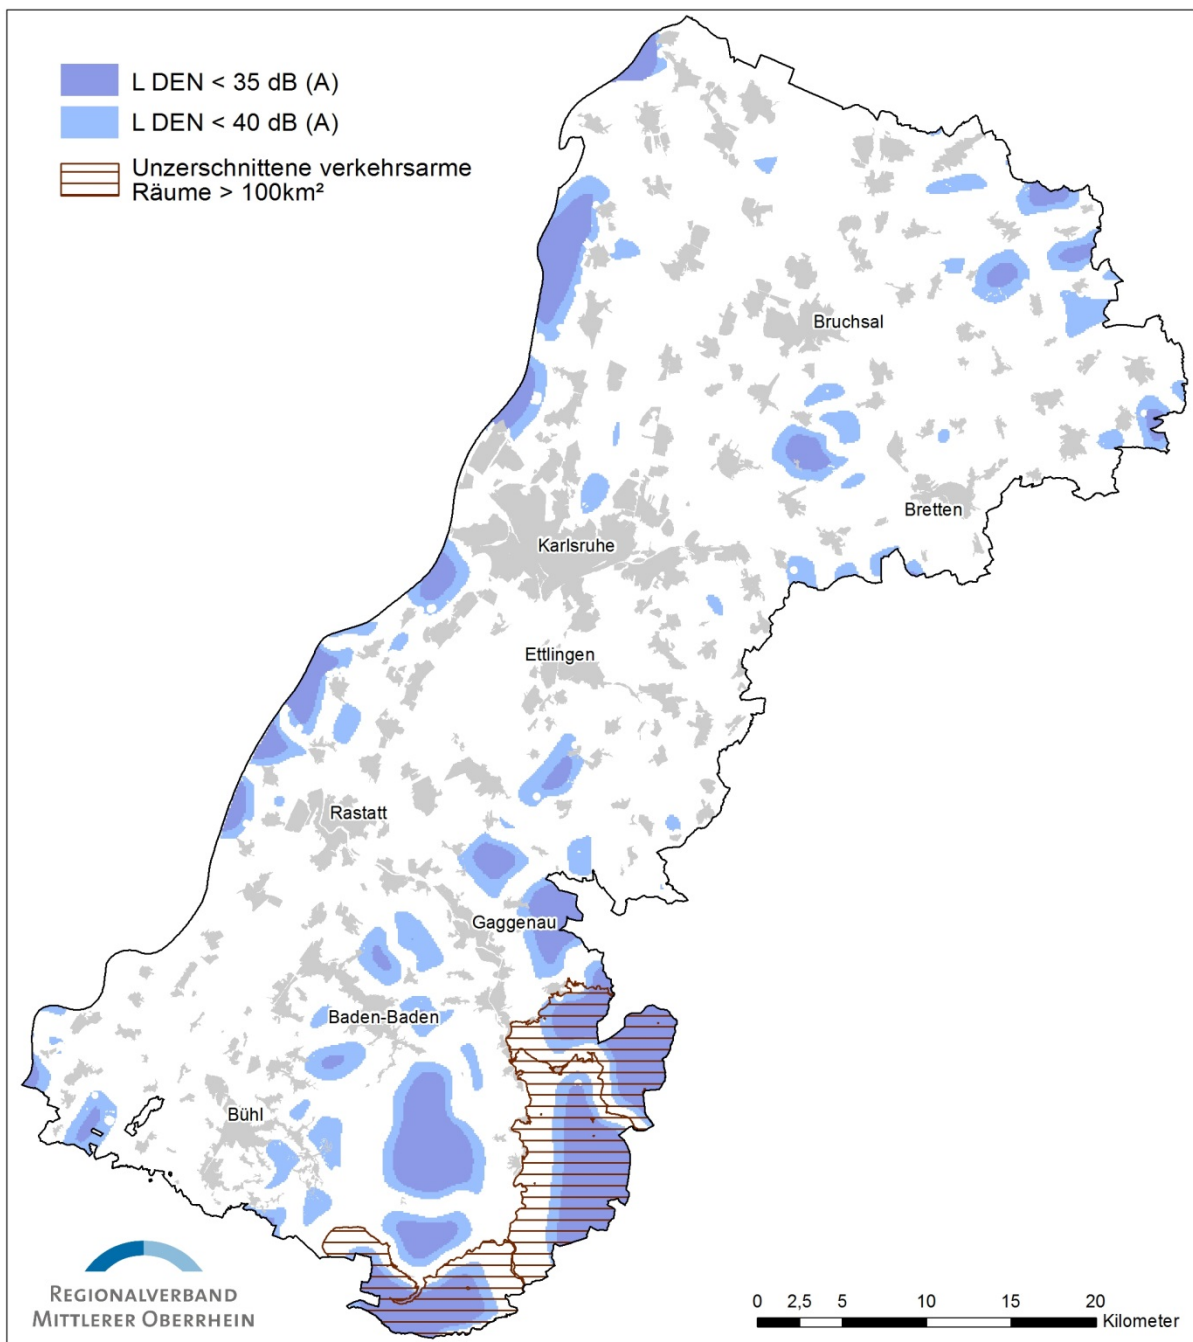 L DEN < 35 dB (A)
L DEN < 40 dB (A)
Unzerschnittene verkehrsarme
Räume > 100km²
Bruchsal
Bretten
Karlsruhe
Ettlingen
Rastatt
Gaggenau
Baden-Baden
Bühl
REGIONALVERBAND
MITTLERER OBERRHEIN
0 2,5 5 10 15 20
Kilometer